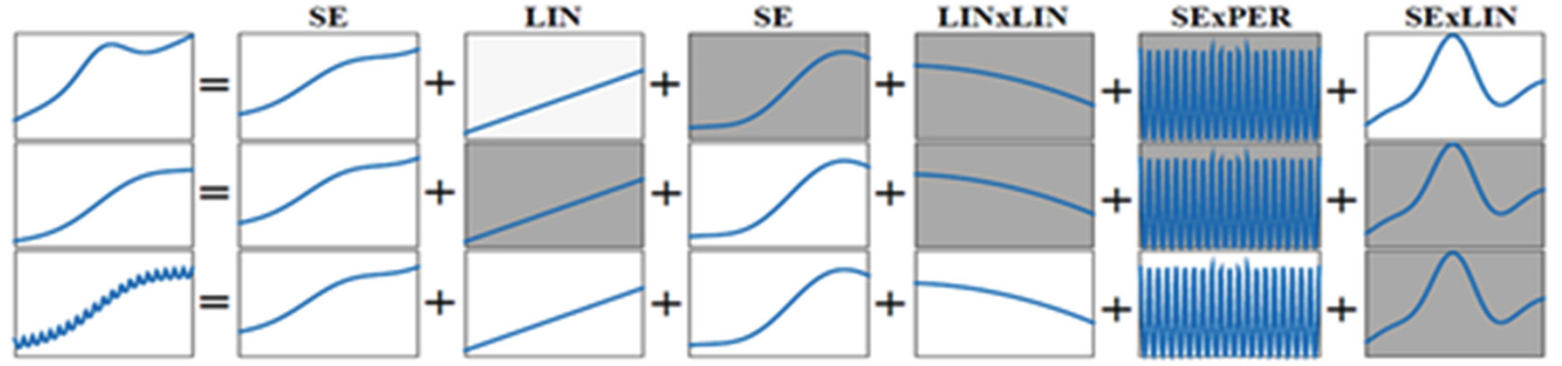 SE LIN SE LINxLIN SExPER SExLIN
= + + + + +
= + + + + +
= + + + + +